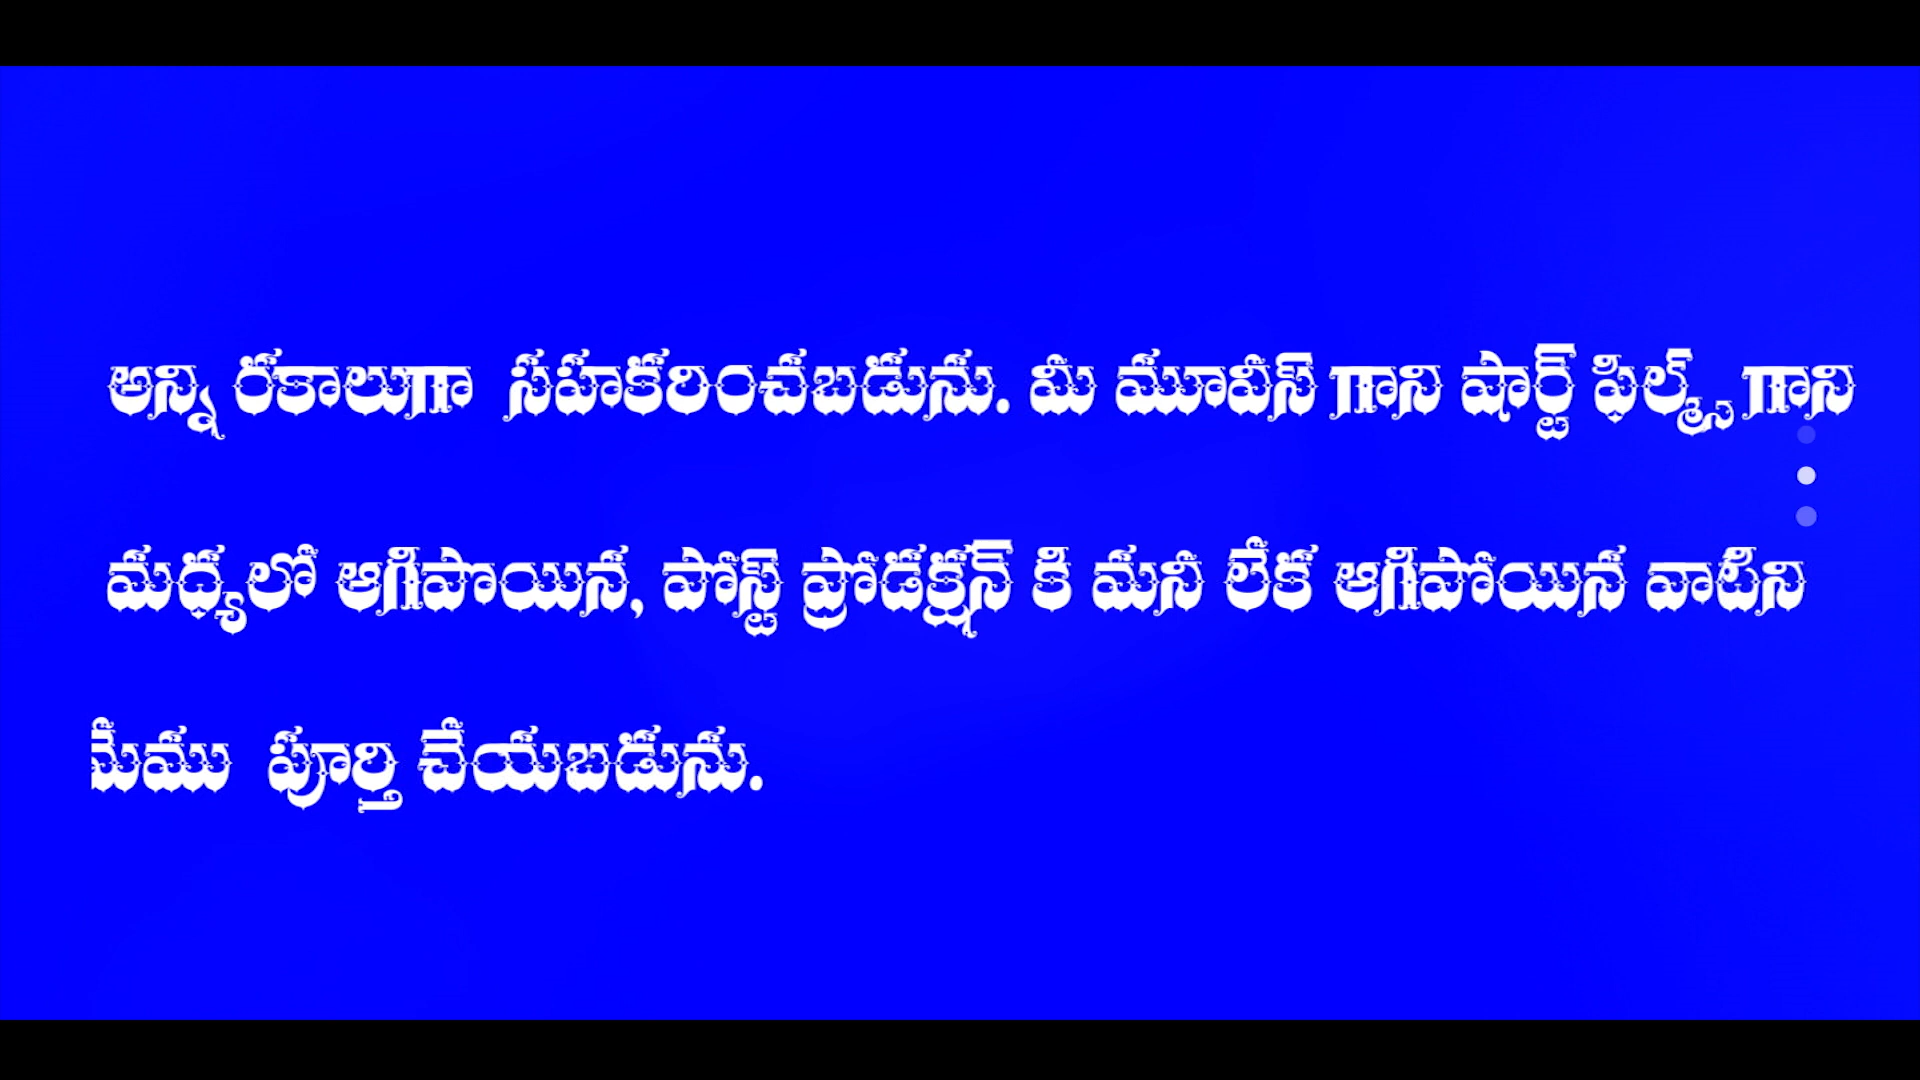 అన్ని రకాలుగా సహకరించబడును. మీ మూవీస్ గాని షార్ట్ ఫిల్మ్స్ గాని
మధ్యలో ఆగిపొయిన, పోస్ట్ ప్రొడక్షన్ కి మనీ లేక ఆగిపోయిన వాటిని
మేము పూర్తి చేయబడును.